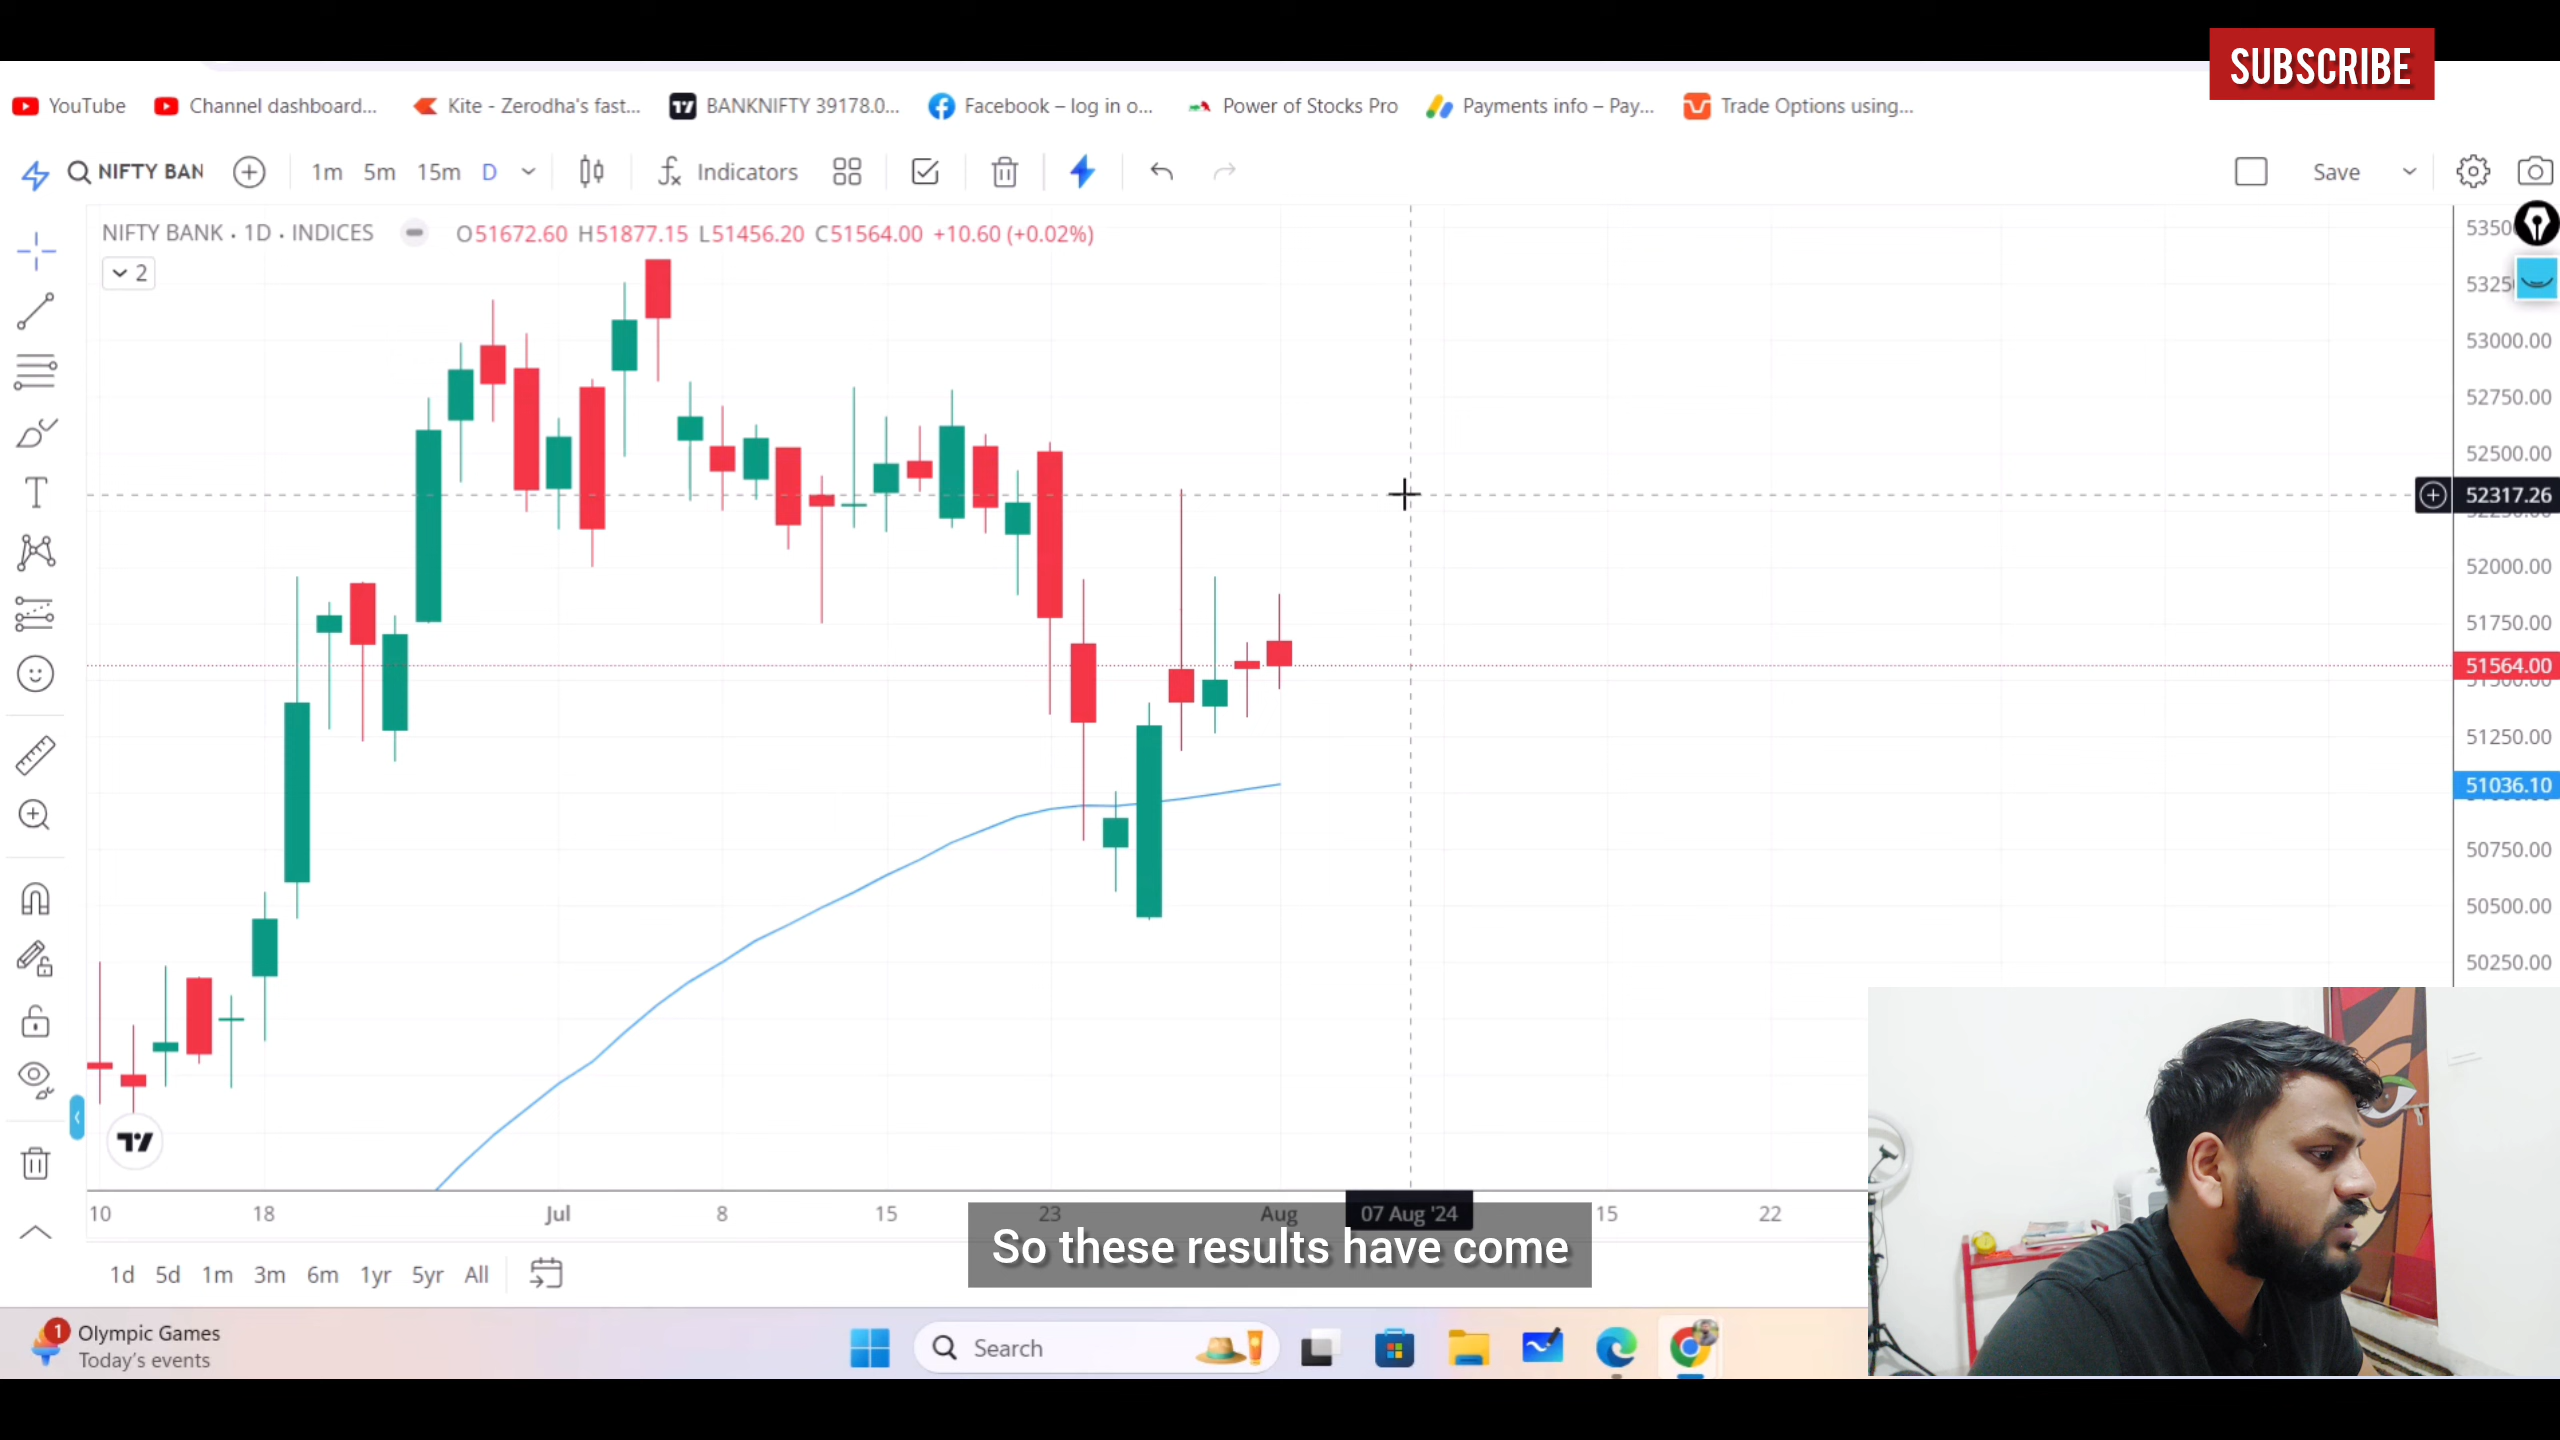 SUBSCRIBE
YouTube Channel dashboard... Kite - Zerodha's fast... BANKNIFTY 39178.0... Facebook – log in o... Power of Stocks Pro Payments info – Pay... Trade Options using...
NIFTY BAN 1m 5m 15m D Indicators Save
NIFTY BANK · 1D · INDICES O51672.60 H51877.15 L51456.20 C51564.00 +10.60 (+0.02%)
2
53000.00
52750.00
52500.00
52317.26
52000.00
51750.00
51564.00
51250.00
51036.10
50750.00
50500.00
50250.00
10 18 Jul 8 15 23 Aug 07 Aug '24 15 22
So these results have come
1d 5d 1m 3m 6m 1yr 5yr All
1
Olympic Games
Today's events
Search